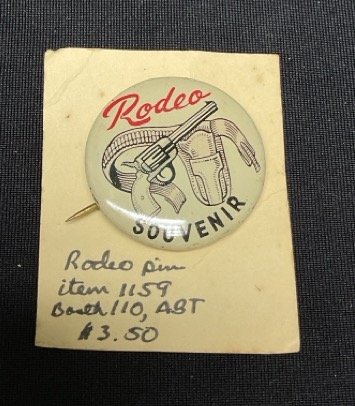 Rodeo
SOUVENIR
Rodeo pin
item 1159
Booth 110, ABT
$3.50